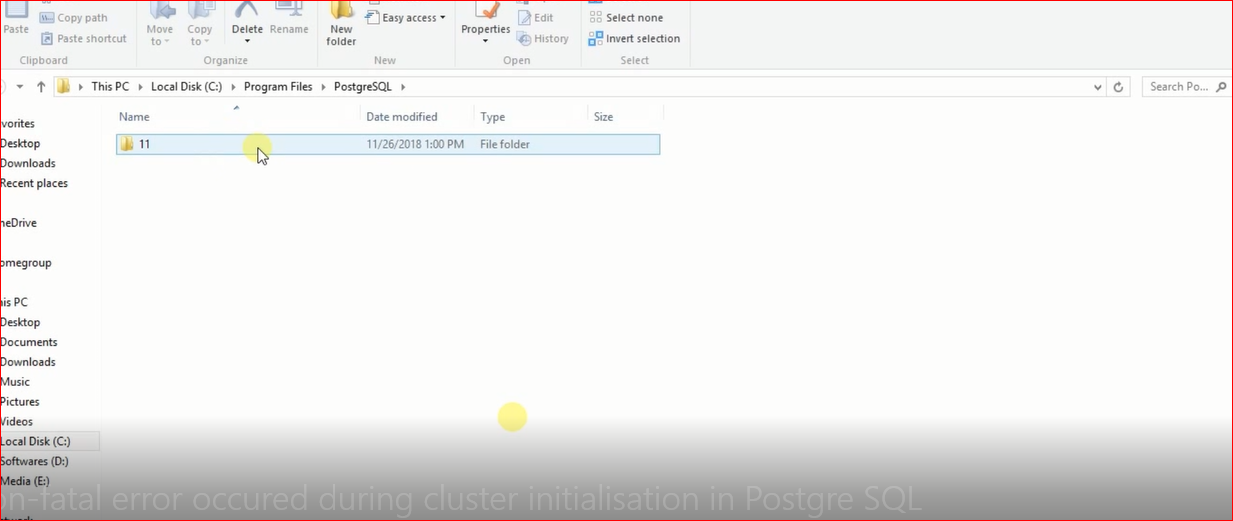 Paste
Copy path
Paste shortcut
Clipboard
Move to
Copy to
Delete
Rename
Organize
New folder
Easy access
New
Properties
Edit
History
Open
Select none
Invert selection
Select
This PC
Local Disk (C:)
Program Files
PostgreSQL
Search Po...
Name
Date modified
Type
Size
11
11/26/2018 1:00 PM
File folder
vorites
Desktop
Downloads
Recent places
neDrive
omegroup
his PC
Desktop
Documents
Downloads
Music
Pictures
Videos
Local Disk (C:)
Softwares (D:)
Media (E:)
on-fatal error occured during cluster initialisation in Postgre SQL